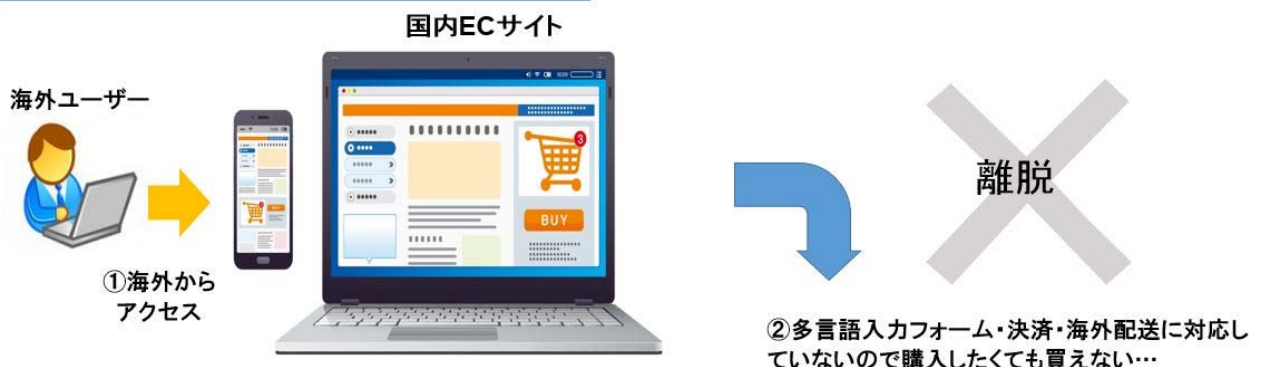 国内ECサイト
海外ユーザー
3
BUY
離脱
①海外から
アクセス
②多言語入力フォーム・決済・海外配送に対応し
ていないので購入したくても買えない…